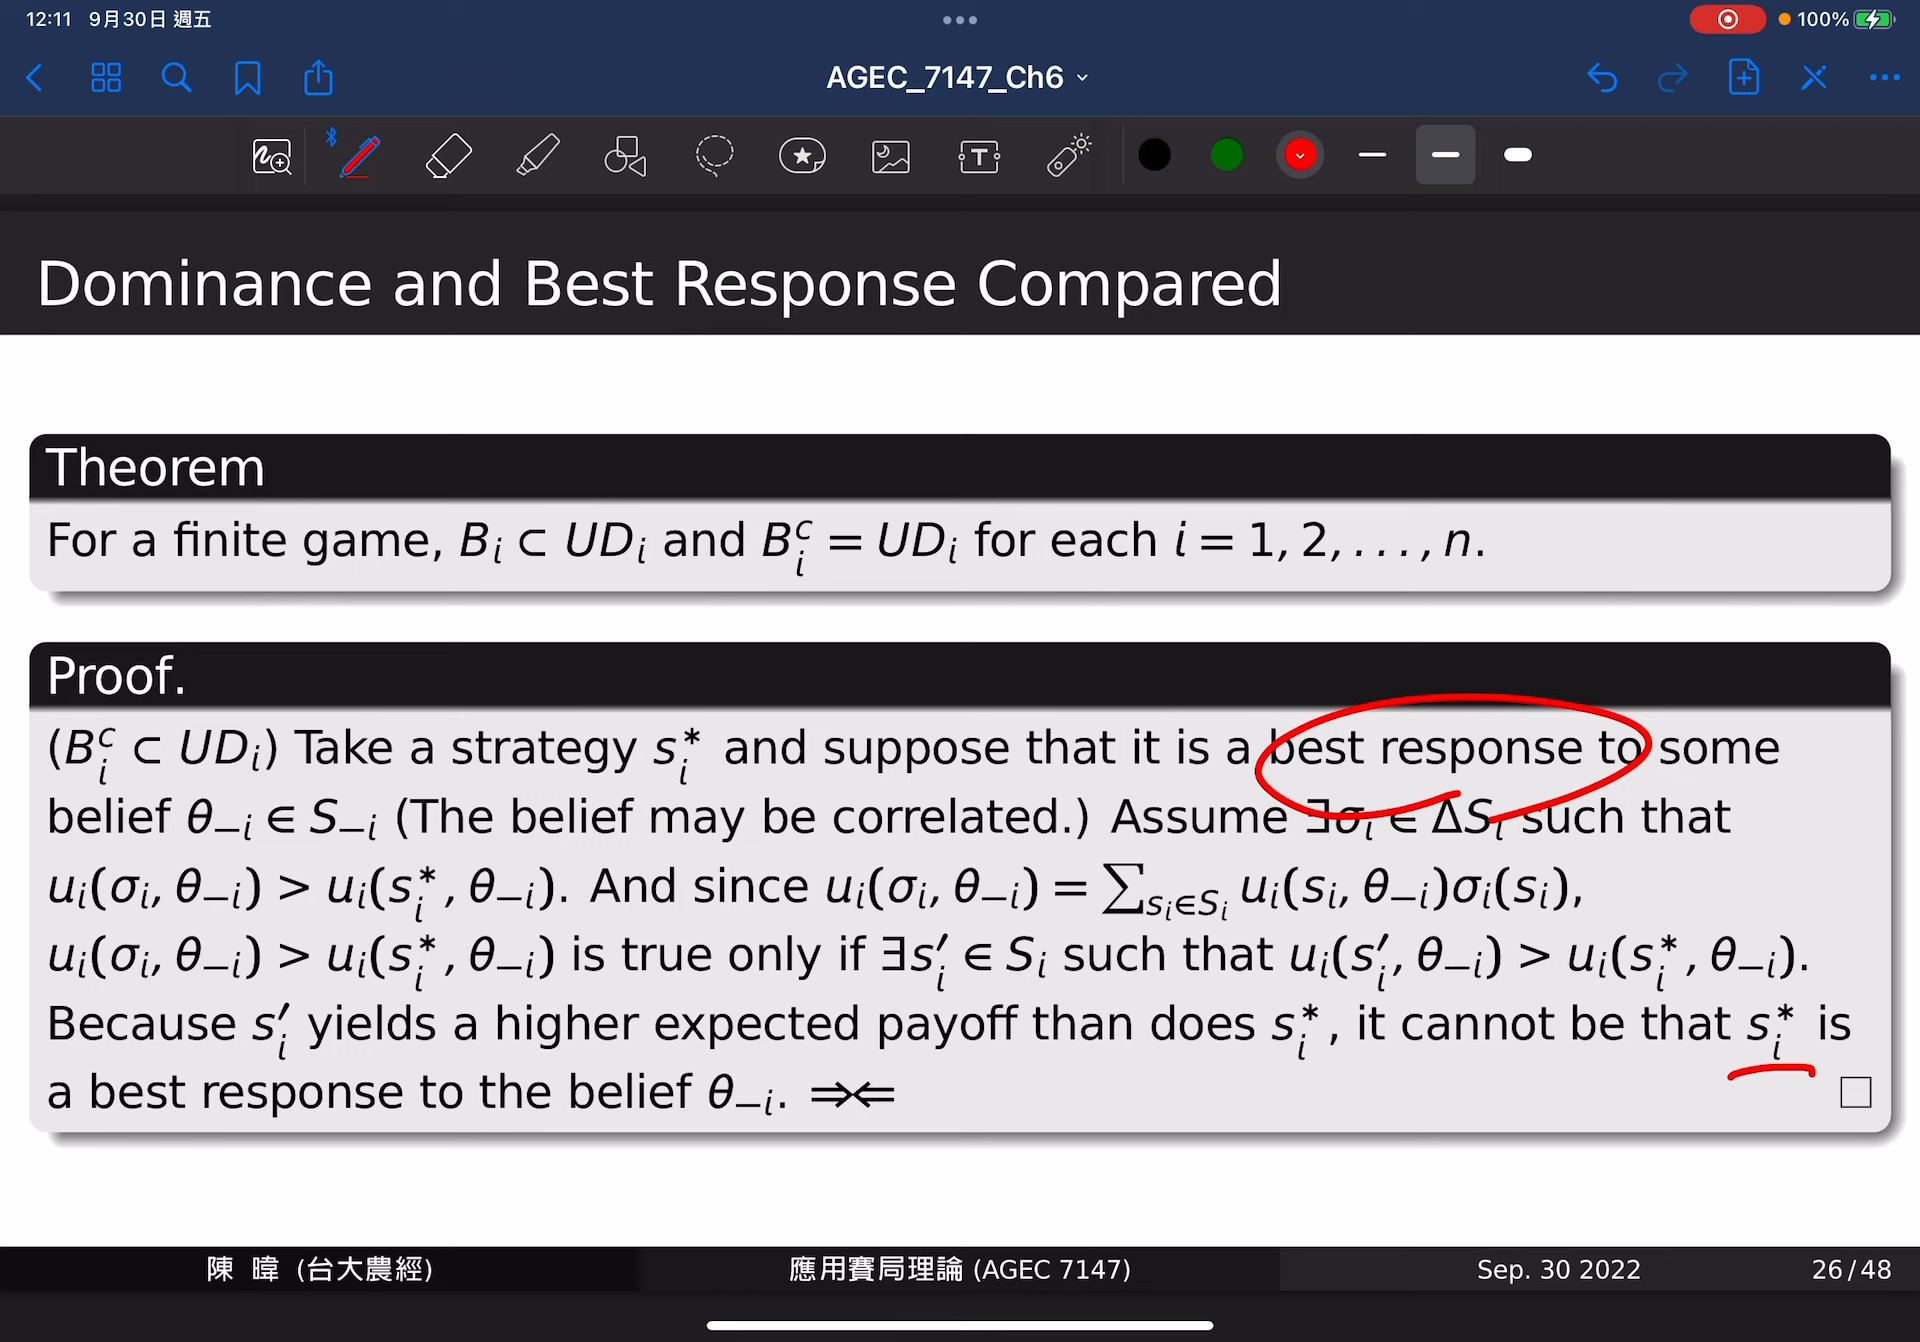 12:11 9月30日 週五
100%
AGEC_7147_Ch6
T
Dominance and Best Response Compared
Theorem
For a finite game, B_i ⊂ UD_i and B_i^c = UD_i for each i = 1, 2, . . . , n.
Proof.
(B_i^c ⊂ UD_i) Take a strategy s_i^* and suppose that it is a best response to some
belief θ_{−i} ∈ S_{−i} (The belief may be correlated.) Assume ∃σ_i ∈ ΔS_i such that
u_i(σ_i, θ_{−i}) > u_i(s_i^*, θ_{−i}). And since u_i(σ_i, θ_{−i}) = ∑_{s_i∈S_i} u_i(s_i, θ_{−i})σ_i(s_i),
u_i(σ_i, θ_{−i}) > u_i(s_i^*, θ_{−i}) is true only if ∃s_i′ ∈ S_i such that u_i(s_i′, θ_{−i}) > u_i(s_i^*, θ_{−i}).
Because s_i′ yields a higher expected payoff than does s_i^*, it cannot be that s_i^* is
a best response to the belief θ_{−i}. ⇒⇐ □
陳 暐 (台大農經) 應用賽局理論 (AGEC 7147) Sep. 30 2022 26 / 48